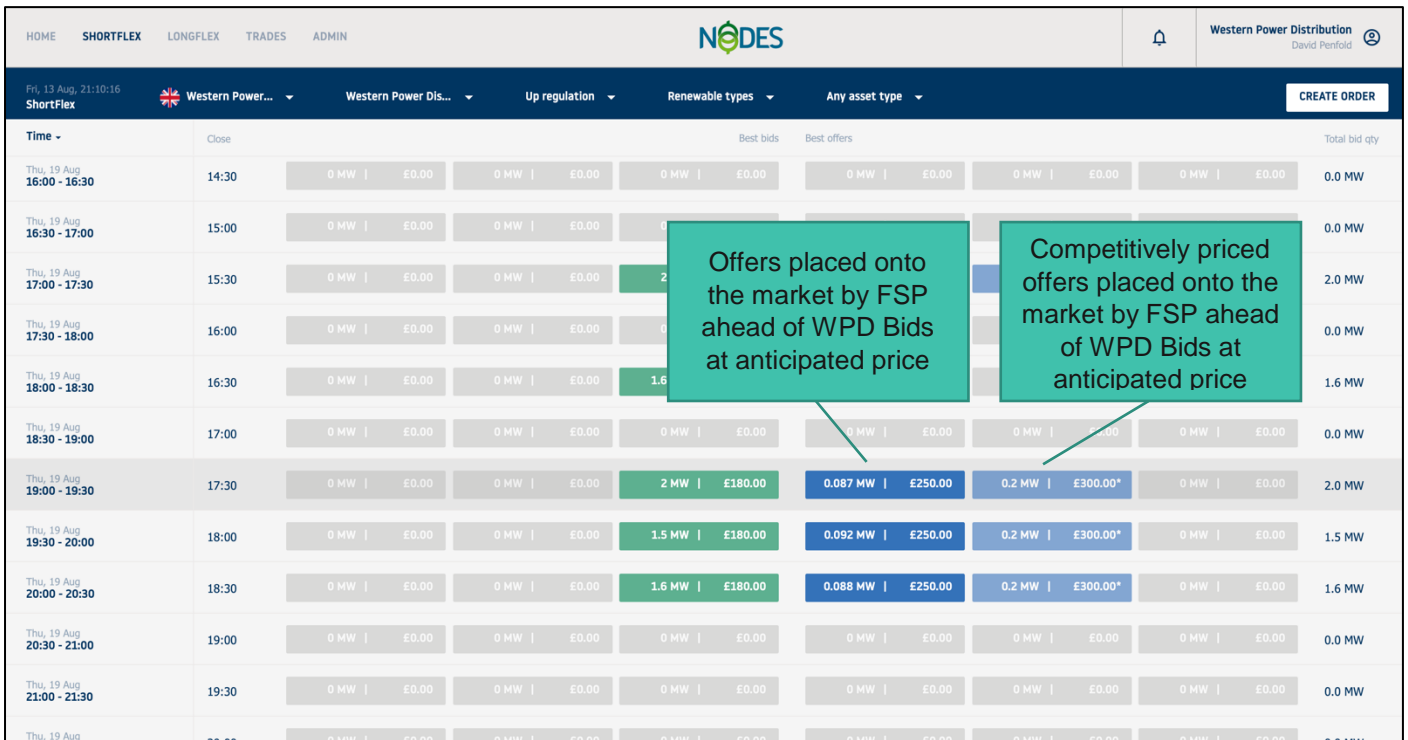 HOME SHORTFLEX LONGFLEX TRADES ADMIN NODES Western Power Distribution
David Penfold
Fri, 13 Aug, 21:10:16
ShortFlex Western Power... Western Power Dis... Up regulation Renewable types Any asset type CREATE ORDER
Time Close Best bids Best offers Total bid qty
Thu, 19 Aug
16:00 - 16:30 14:30 0 MW | £0.00 0 MW | £0.00 0 MW | £0.00 0 MW | £0.00 0 MW | £0.00 0 MW | £0.00 0.0 MW
Thu, 19 Aug
16:30 - 17:00 15:00 0 MW | £0.00 0 MW | £0.00 0.0 MW
Thu, 19 Aug
17:00 - 17:30 15:30 0 MW | £0.00 0 MW | £0.00 2 2.0 MW
Thu, 19 Aug
17:30 - 18:00 16:00 0 MW | £0.00 0 MW | £0.00 0.0 MW
Thu, 19 Aug
18:00 - 18:30 16:30 0 MW | £0.00 0 MW | £0.00 1.6 1.6 MW
Offers placed onto
the market by FSP
ahead of WPD Bids
at anticipated price
Competitively priced
offers placed onto the
market by FSP ahead
of WPD Bids at
anticipated price
Thu, 19 Aug
18:30 - 19:00 17:00 0 MW | £0.00 0 MW | £0.00 0 MW | £0.00 0 MW | £0.00 0 MW | £0.00 0 MW | £0.00 0.0 MW
Thu, 19 Aug
19:00 - 19:30 17:30 0 MW | £0.00 0 MW | £0.00 2 MW | £180.00 0.087 MW | £250.00 0.2 MW | £300.00* 0 MW | £0.00 2.0 MW
Thu, 19 Aug
19:30 - 20:00 18:00 0 MW | £0.00 0 MW | £0.00 1.5 MW | £180.00 0.092 MW | £250.00 0.2 MW | £300.00* 0 MW | £0.00 1.5 MW
Thu, 19 Aug
20:00 - 20:30 18:30 0 MW | £0.00 0 MW | £0.00 1.6 MW | £180.00 0.088 MW | £250.00 0.2 MW | £300.00* 0 MW | £0.00 1.6 MW
Thu, 19 Aug
20:30 - 21:00 19:00 0 MW | £0.00 0 MW | £0.00 0 MW | £0.00 0 MW | £0.00 0 MW | £0.00 0 MW | £0.00 0.0 MW
Thu, 19 Aug
21:00 - 21:30 19:30 0 MW | £0.00 0 MW | £0.00 0 MW | £0.00 0 MW | £0.00 0 MW | £0.00 0 MW | £0.00 0.0 MW
Thu, 19 Aug